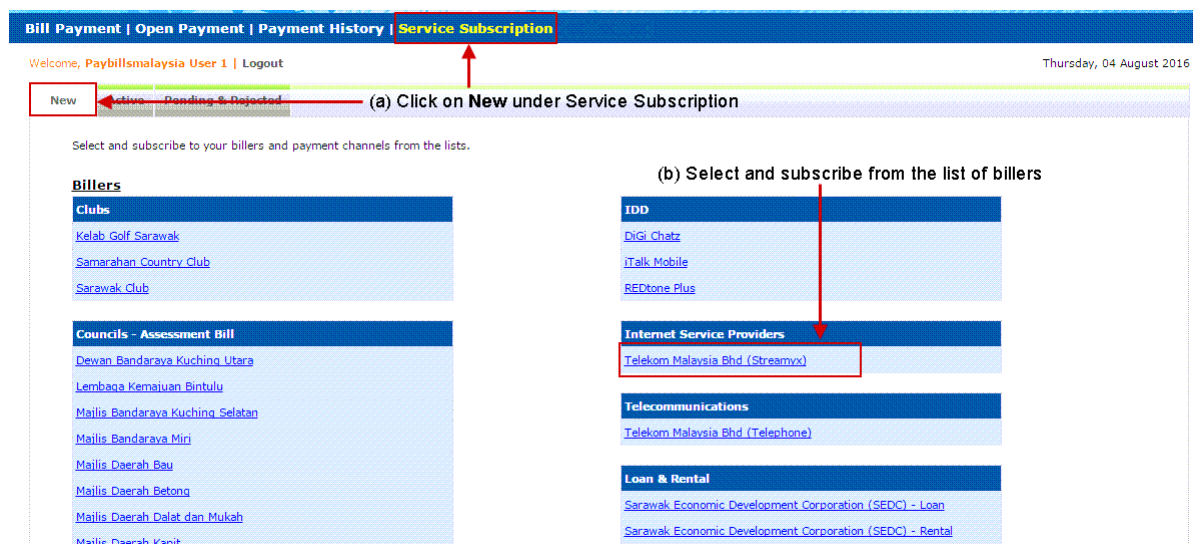 Bill Payment | Open Payment | Payment History | Service Subscription
Welcome, Paybillsmalaysia User 1 | Logout
Thursday, 04 August 2016
New Active Pending & Rejected
(a) Click on New under Service Subscription
Select and subscribe to your billers and payment channels from the lists.
(b) Select and subscribe from the list of billers
Billers
Clubs
Kelab Golf Sarawak
Samarahan Country Club
Sarawak Club
Councils - Assessment Bill
Dewan Bandaraya Kuching Utara
Lembaga Kemajuan Bintulu
Majlis Bandaraya Kuching Selatan
Majlis Bandaraya Miri
Majlis Daerah Bau
Majlis Daerah Betong
Majlis Daerah Dalat dan Mukah
Majlis Daerah Kapit
IDD
DiGi Chatz
iTalk Mobile
REDtone Plus
Internet Service Providers
Telekom Malaysia Bhd (Streamyx)
Telecommunications
Telekom Malaysia Bhd (Telephone)
Loan & Rental
Sarawak Economic Development Corporation (SEDC) - Loan
Sarawak Economic Development Corporation (SEDC) - Rental